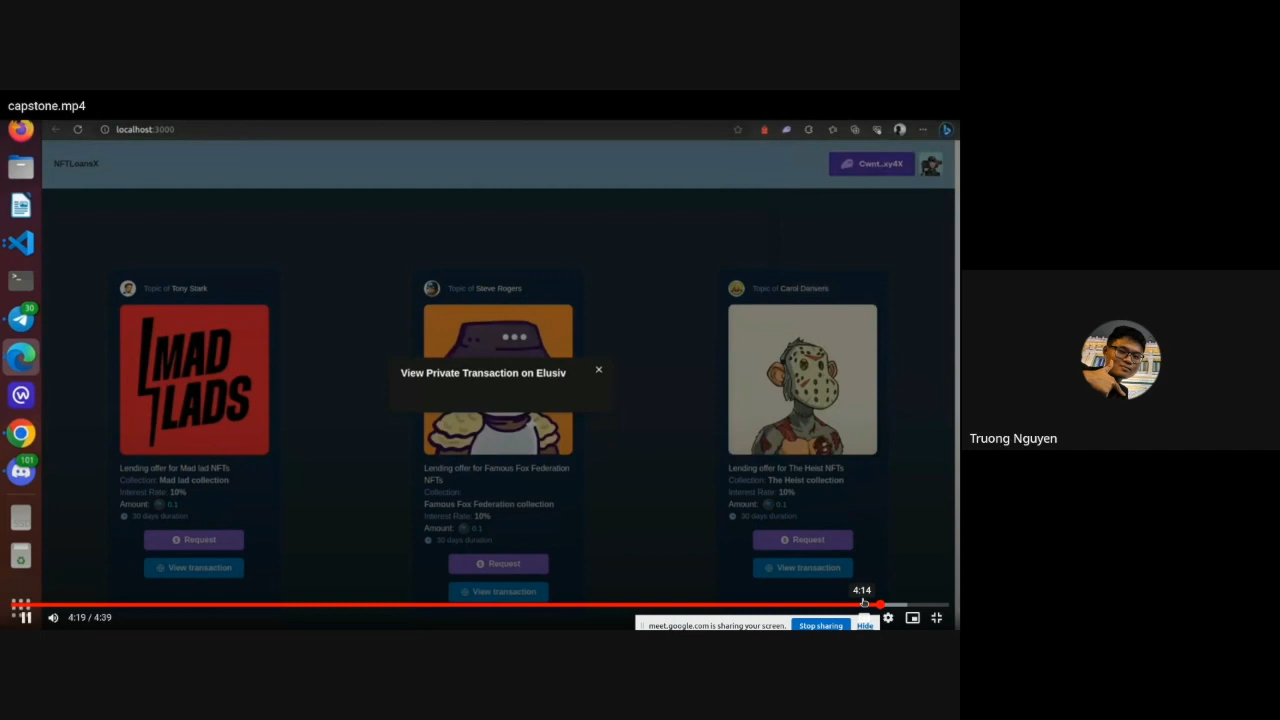 capstone.mp4
localhost:3000
NFTLoansX
Cwnt..xy4X
Topic of Tony Stark
Topic of Steve Rogers
Topic of Carol Danvers
MAD
LADS
View Private Transaction on Elusiv
Lending offer for Mad lad NFTs
Collection: Mad lad collection
Interest Rate: 10%
Amount: 0.1
30 days duration
Request
View transaction
Lending offer for Famous Fox Federation
NFTs
Collection:
Famous Fox Federation collection
Interest Rate: 10%
Amount: 0.1
30 days duration
Request
View transaction
Lending offer for The Heist NFTs
Collection: The Heist collection
Interest Rate: 10%
Amount: 0.1
30 days duration
Request
View transaction
30
101
4:14
4:19 / 4:39
meet.google.com is sharing your screen.
Stop sharing
Hide
Truong Nguyen